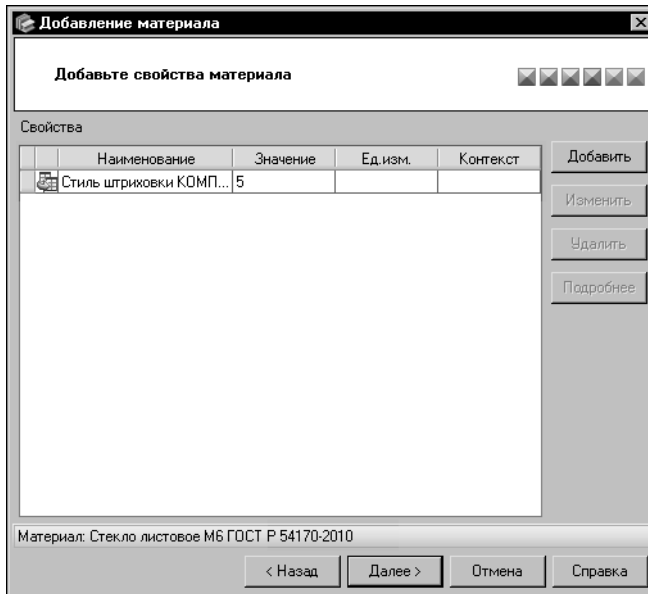 Добавление материала
Добавьте свойства материала
Свойства
Наименование Значение Ед.изм. Контекст
Стиль штриховки КОМП... 5
Добавить
Изменить
Удалить
Подробнее
Материал: Стекло листовое М6 ГОСТ Р 54170-2010
< Назад Далее > Отмена Справка